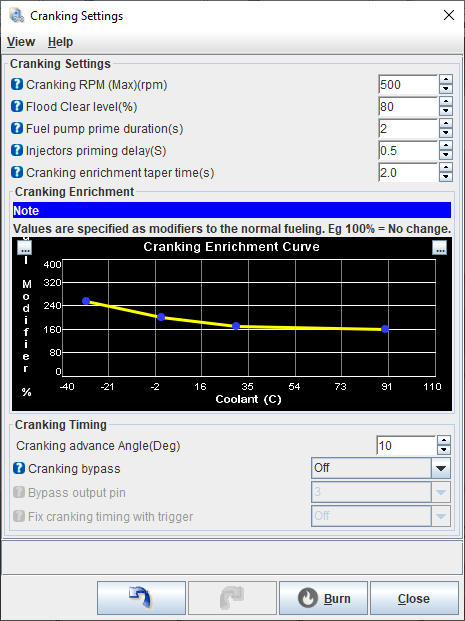 Cranking Settings
View Help
Cranking Settings
? Cranking RPM (Max)(rpm) 500
? Flood Clear level(%) 80
? Fuel pump prime duration(s) 2
? Injectors priming delay(S) 0.5
? Cranking enrichment taper time(s) 2.0
Cranking Enrichment
Note
Values are specified as modifiers to the normal fueling. Eg 100% = No change.
... Cranking Enrichment Curve ...
Modifier %
400
320
240
160
80
0
-40 -21 -2 16 35 54 73 91 110
Coolant (C)
Cranking Timing
Cranking advance Angle(Deg) 10
? Cranking bypass Off
? Bypass output pin 3
? Fix cranking timing with trigger Off
Burn Close